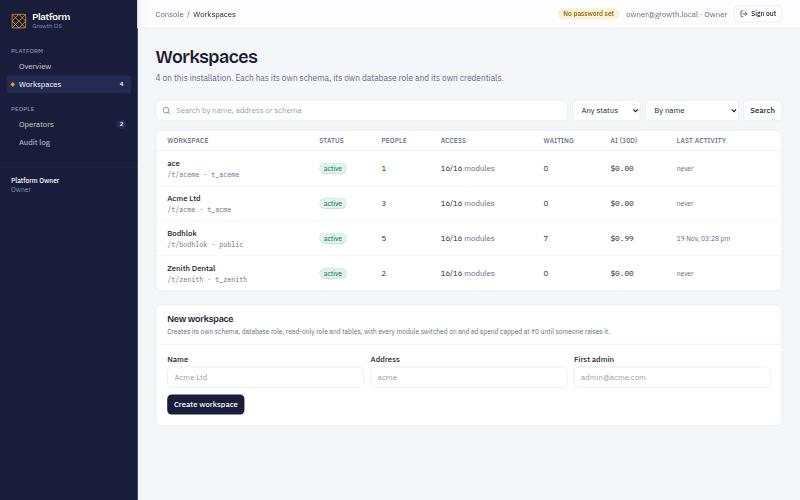 Platform
Growth OS
PLATFORM
Overview
Workspaces 4
PEOPLE
Operators 2
Audit log
Platform Owner
Owner
Console / Workspaces
No password set
owner@growth.local · Owner
Sign out
Workspaces
4 on this installation. Each has its own schema, its own database role and its own credentials.
Search by name, address or schema
Any status
By name
Search
WORKSPACE STATUS PEOPLE ACCESS WAITING AI (30D) LAST ACTIVITY
ace
/t/aceme · t_aceme
active 1 16/16 modules 0 $0.00 never
Acme Ltd
/t/acme · t_acme
active 3 16/16 modules 0 $0.00 never
Bodhlok
/t/bodhlok · public
active 5 16/16 modules 7 $0.99 19 Nov, 03:28 pm
Zenith Dental
/t/zenith · t_zenith
active 2 16/16 modules 0 $0.00 never
New workspace
Creates its own schema, database role, read-only role and tables, with every module switched on and ad spend capped at ₹0 until someone raises it.
Name Address First admin
Acme Ltd acme admin@acme.com
Create workspace